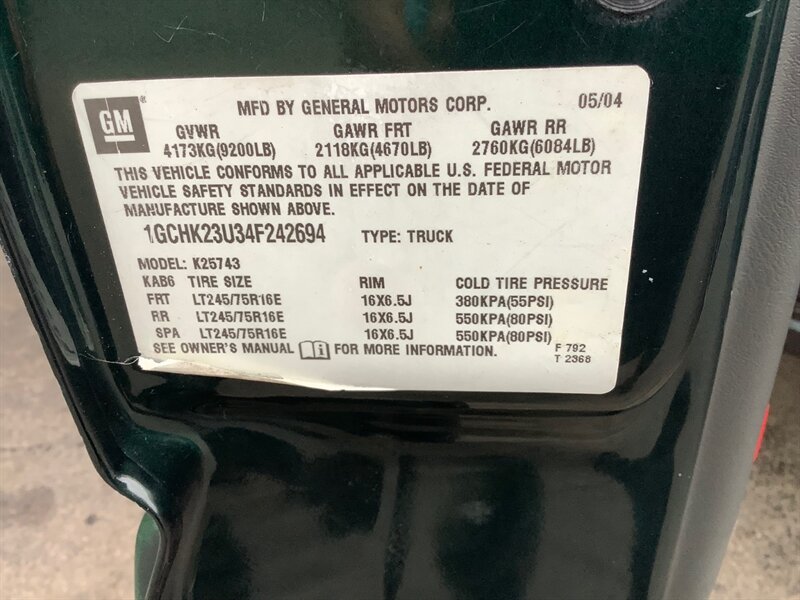 GM ® MFD BY GENERAL MOTORS CORP. 05/04
GVWR GAWR FRT GAWR RR
4173KG(9200LB) 2118KG(4670LB) 2760KG(6084LB)
THIS VEHICLE CONFORMS TO ALL APPLICABLE U.S. FEDERAL MOTOR
VEHICLE SAFETY STANDARDS IN EFFECT ON THE DATE OF
MANUFACTURE SHOWN ABOVE.
1GCHK23U34F242694 TYPE: TRUCK
MODEL: K25743
KAB6 TIRE SIZE RIM COLD TIRE PRESSURE
FRT LT245/75R16E 16X6.5J 380KPA(55PSI)
RR LT245/75R16E 16X6.5J 550KPA(80PSI)
SPA LT245/75R16E 16X6.5J 550KPA(80PSI)
SEE OWNER'S MANUAL i FOR MORE INFORMATION. F 792
T 2368